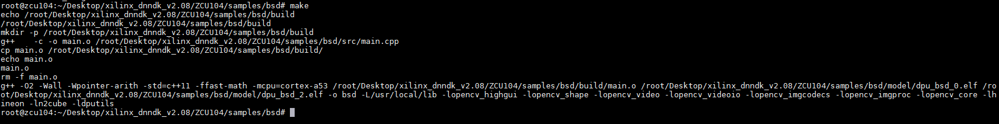 root@zcu104:~/Desktop/xilinx_dnndk_v2.08/ZCU104/samples/bsd# make
echo /root/Desktop/xilinx_dnndk_v2.08/ZCU104/samples/bsd/build
/root/Desktop/xilinx_dnndk_v2.08/ZCU104/samples/bsd/build
mkdir -p /root/Desktop/xilinx_dnndk_v2.08/ZCU104/samples/bsd/build
g++    -c -o main.o /root/Desktop/xilinx_dnndk_v2.08/ZCU104/samples/bsd/src/main.cpp
cp main.o /root/Desktop/xilinx_dnndk_v2.08/ZCU104/samples/bsd/build/
echo main.o
main.o
rm -f main.o
g++ -O2 -Wall -Wpointer-arith -std=c++11 -ffast-math -mcpu=cortex-a53 /root/Desktop/xilinx_dnndk_v2.08/ZCU104/samples/bsd/build/main.o /root/Desktop/xilinx_dnndk_v2.08/ZCU104/samples/bsd/model/dpu_bsd_0.elf /ro
ot/Desktop/xilinx_dnndk_v2.08/ZCU104/samples/bsd/model/dpu_bsd_2.elf -o bsd -L/usr/local/lib -lopencv_highgui -lopencv_shape -lopencv_video -lopencv_videoio -lopencv_imgcodecs -lopencv_imgproc -lopencv_core -lh
ineon -ln2cube -ldputils
root@zcu104:~/Desktop/xilinx_dnndk_v2.08/ZCU104/samples/bsd#